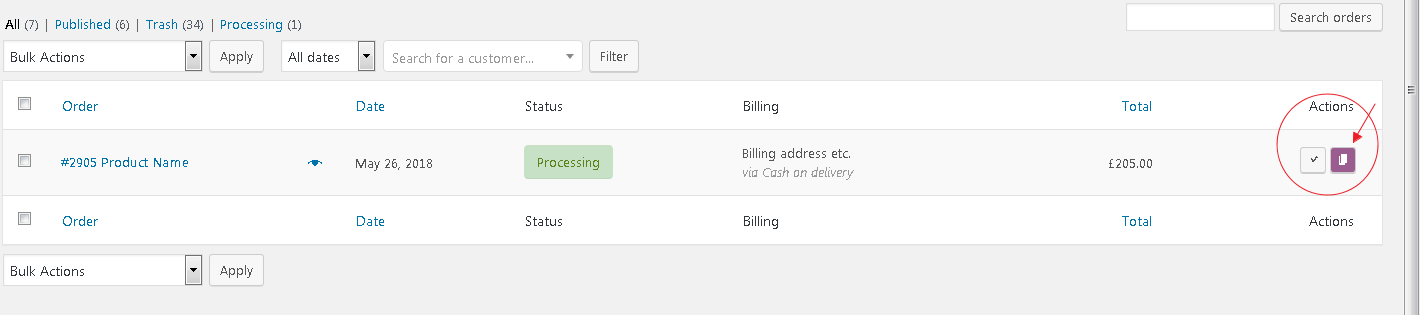 All (7) | Published (6) | Trash (34) | Processing (1)
Search orders
Bulk Actions Apply All dates Search for a customer... Filter
Order Date Status Billing Total Actions
#2905 Product Name May 26, 2018 Processing Billing address etc. £205.00
via Cash on delivery
Order Date Status Billing Total Actions
Bulk Actions Apply